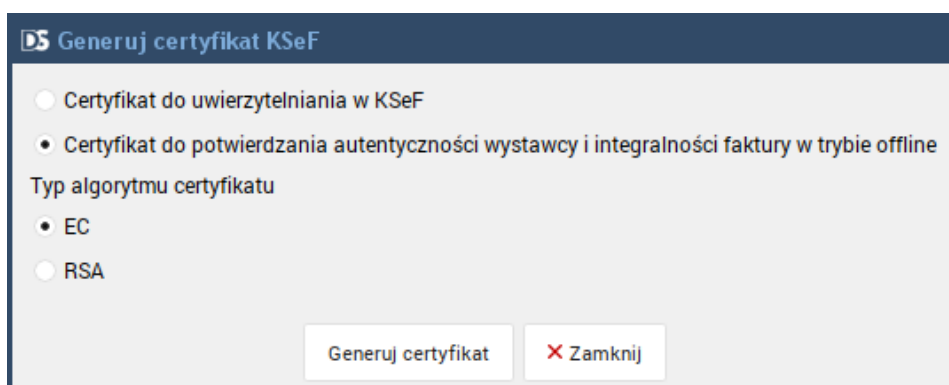 DS Generuj certyfikat KSeF
Certyfikat do uwierzytelniania w KSeF
Certyfikat do potwierdzania autentyczności wystawcy i integralności faktury w trybie offline
Typ algorytmu certyfikatu
EC
RSA
Generuj certyfikat Zamknij